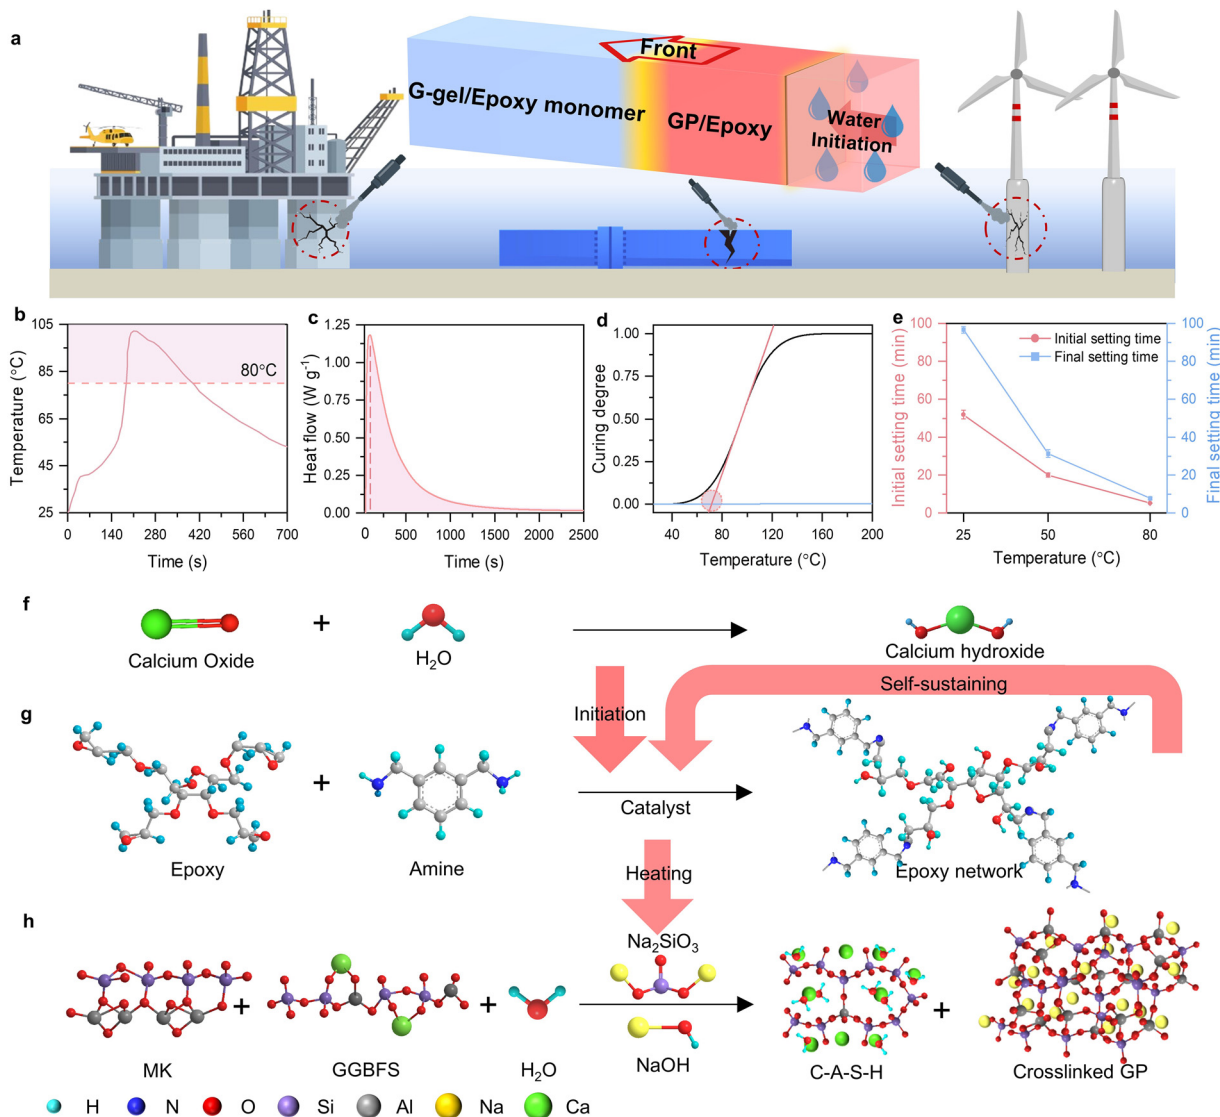 a
Front
G-gel/Epoxy monomer
GP/Epoxy
Water
Initiation
b
105
85
65
45
25
80°C
Temperature (°C)
0 140 280 420 560 700
Time (s)
c
1.25
1.00
0.75
0.50
0.25
0.00
Heat flow (W g⁻¹)
0 500 1000 1500 2000 2500
Time (s)
d
1.00
0.75
0.50
0.25
0.00
Curing degree
40 80 120 160 200
Temperature (°C)
e
100
80
60
40
20
0
Initial setting time (min)
Initial setting time
Final setting time
100
80
60
40
20
0
Final setting time (min)
25 50 80
Temperature (°C)
f
+
Calcium Oxide
H₂O
Calcium hydroxide
Self-sustaining
Initiation
g
+
Catalyst
Epoxy
Amine
Epoxy network
Heating
h
Na₂SiO₃
+ + +
NaOH
MK
GGBFS
H₂O
C-A-S-H
Crosslinked GP
H N O Si Al Na Ca